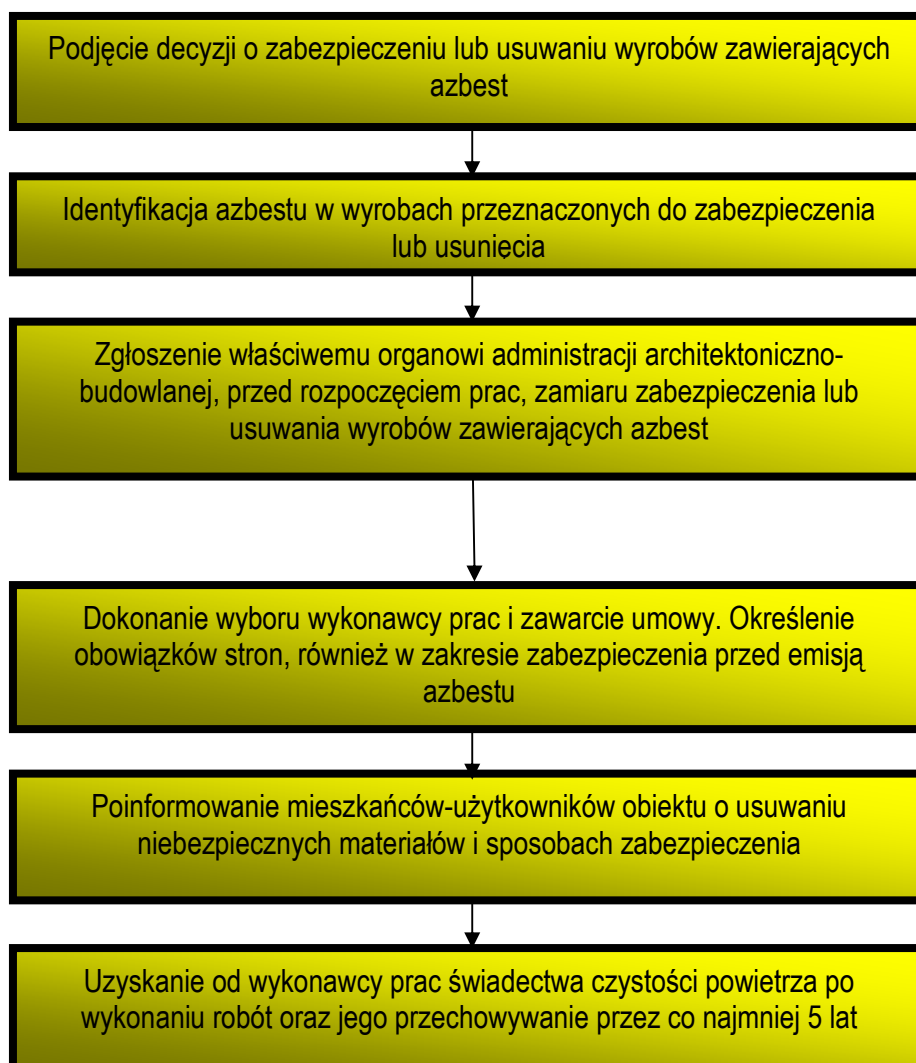 Podjęcie decyzji o zabezpieczeniu lub usuwaniu wyrobów zawierających
azbest
Identyfikacja azbestu w wyrobach przeznaczonych do zabezpieczenia
lub usunięcia
Zgłoszenie właściwemu organowi administracji architektoniczno-
budowlanej, przed rozpoczęciem prac, zamiaru zabezpieczenia lub
usuwania wyrobów zawierających azbest
Dokonanie wyboru wykonawcy prac i zawarcie umowy. Określenie
obowiązków stron, również w zakresie zabezpieczenia przed emisją
azbestu
Poinformowanie mieszkańców-użytkowników obiektu o usuwaniu
niebezpiecznych materiałów i sposobach zabezpieczenia
Uzyskanie od wykonawcy prac świadectwa czystości powietrza po
wykonaniu robót oraz jego przechowywanie przez co najmniej 5 lat